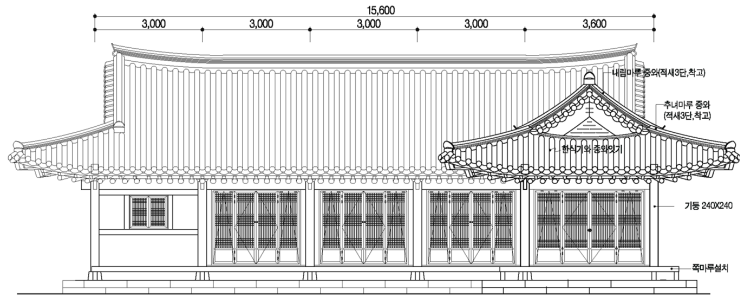 15,600
3,000 3,000 3,000 3,000 3,600
내림마루 중와(적새3단,착고)
추녀마루 중와
(적새3단,착고)
한식기와 중와잇기
기둥 240X240
쪽마루설치